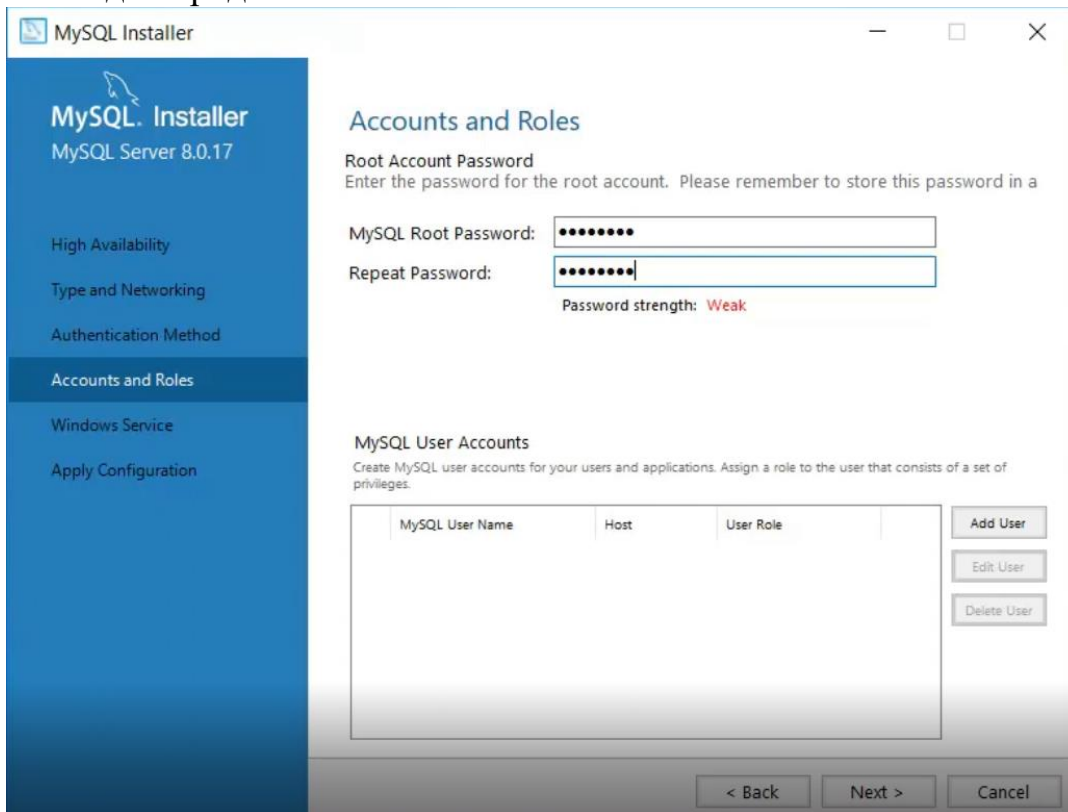 MySQL Installer
MySQL. Installer
MySQL Server 8.0.17
High Availability
Type and Networking
Authentication Method
Accounts and Roles
Windows Service
Apply Configuration
Accounts and Roles
Root Account Password
Enter the password for the root account. Please remember to store this password in a
MySQL Root Password: ●●●●●●●●
Repeat Password: ●●●●●●●●
Password strength: Weak
MySQL User Accounts
Create MySQL user accounts for your users and applications. Assign a role to the user that consists of a set of
privileges.
MySQL User Name Host User Role
Add User
Edit User
Delete User
< Back Next > Cancel